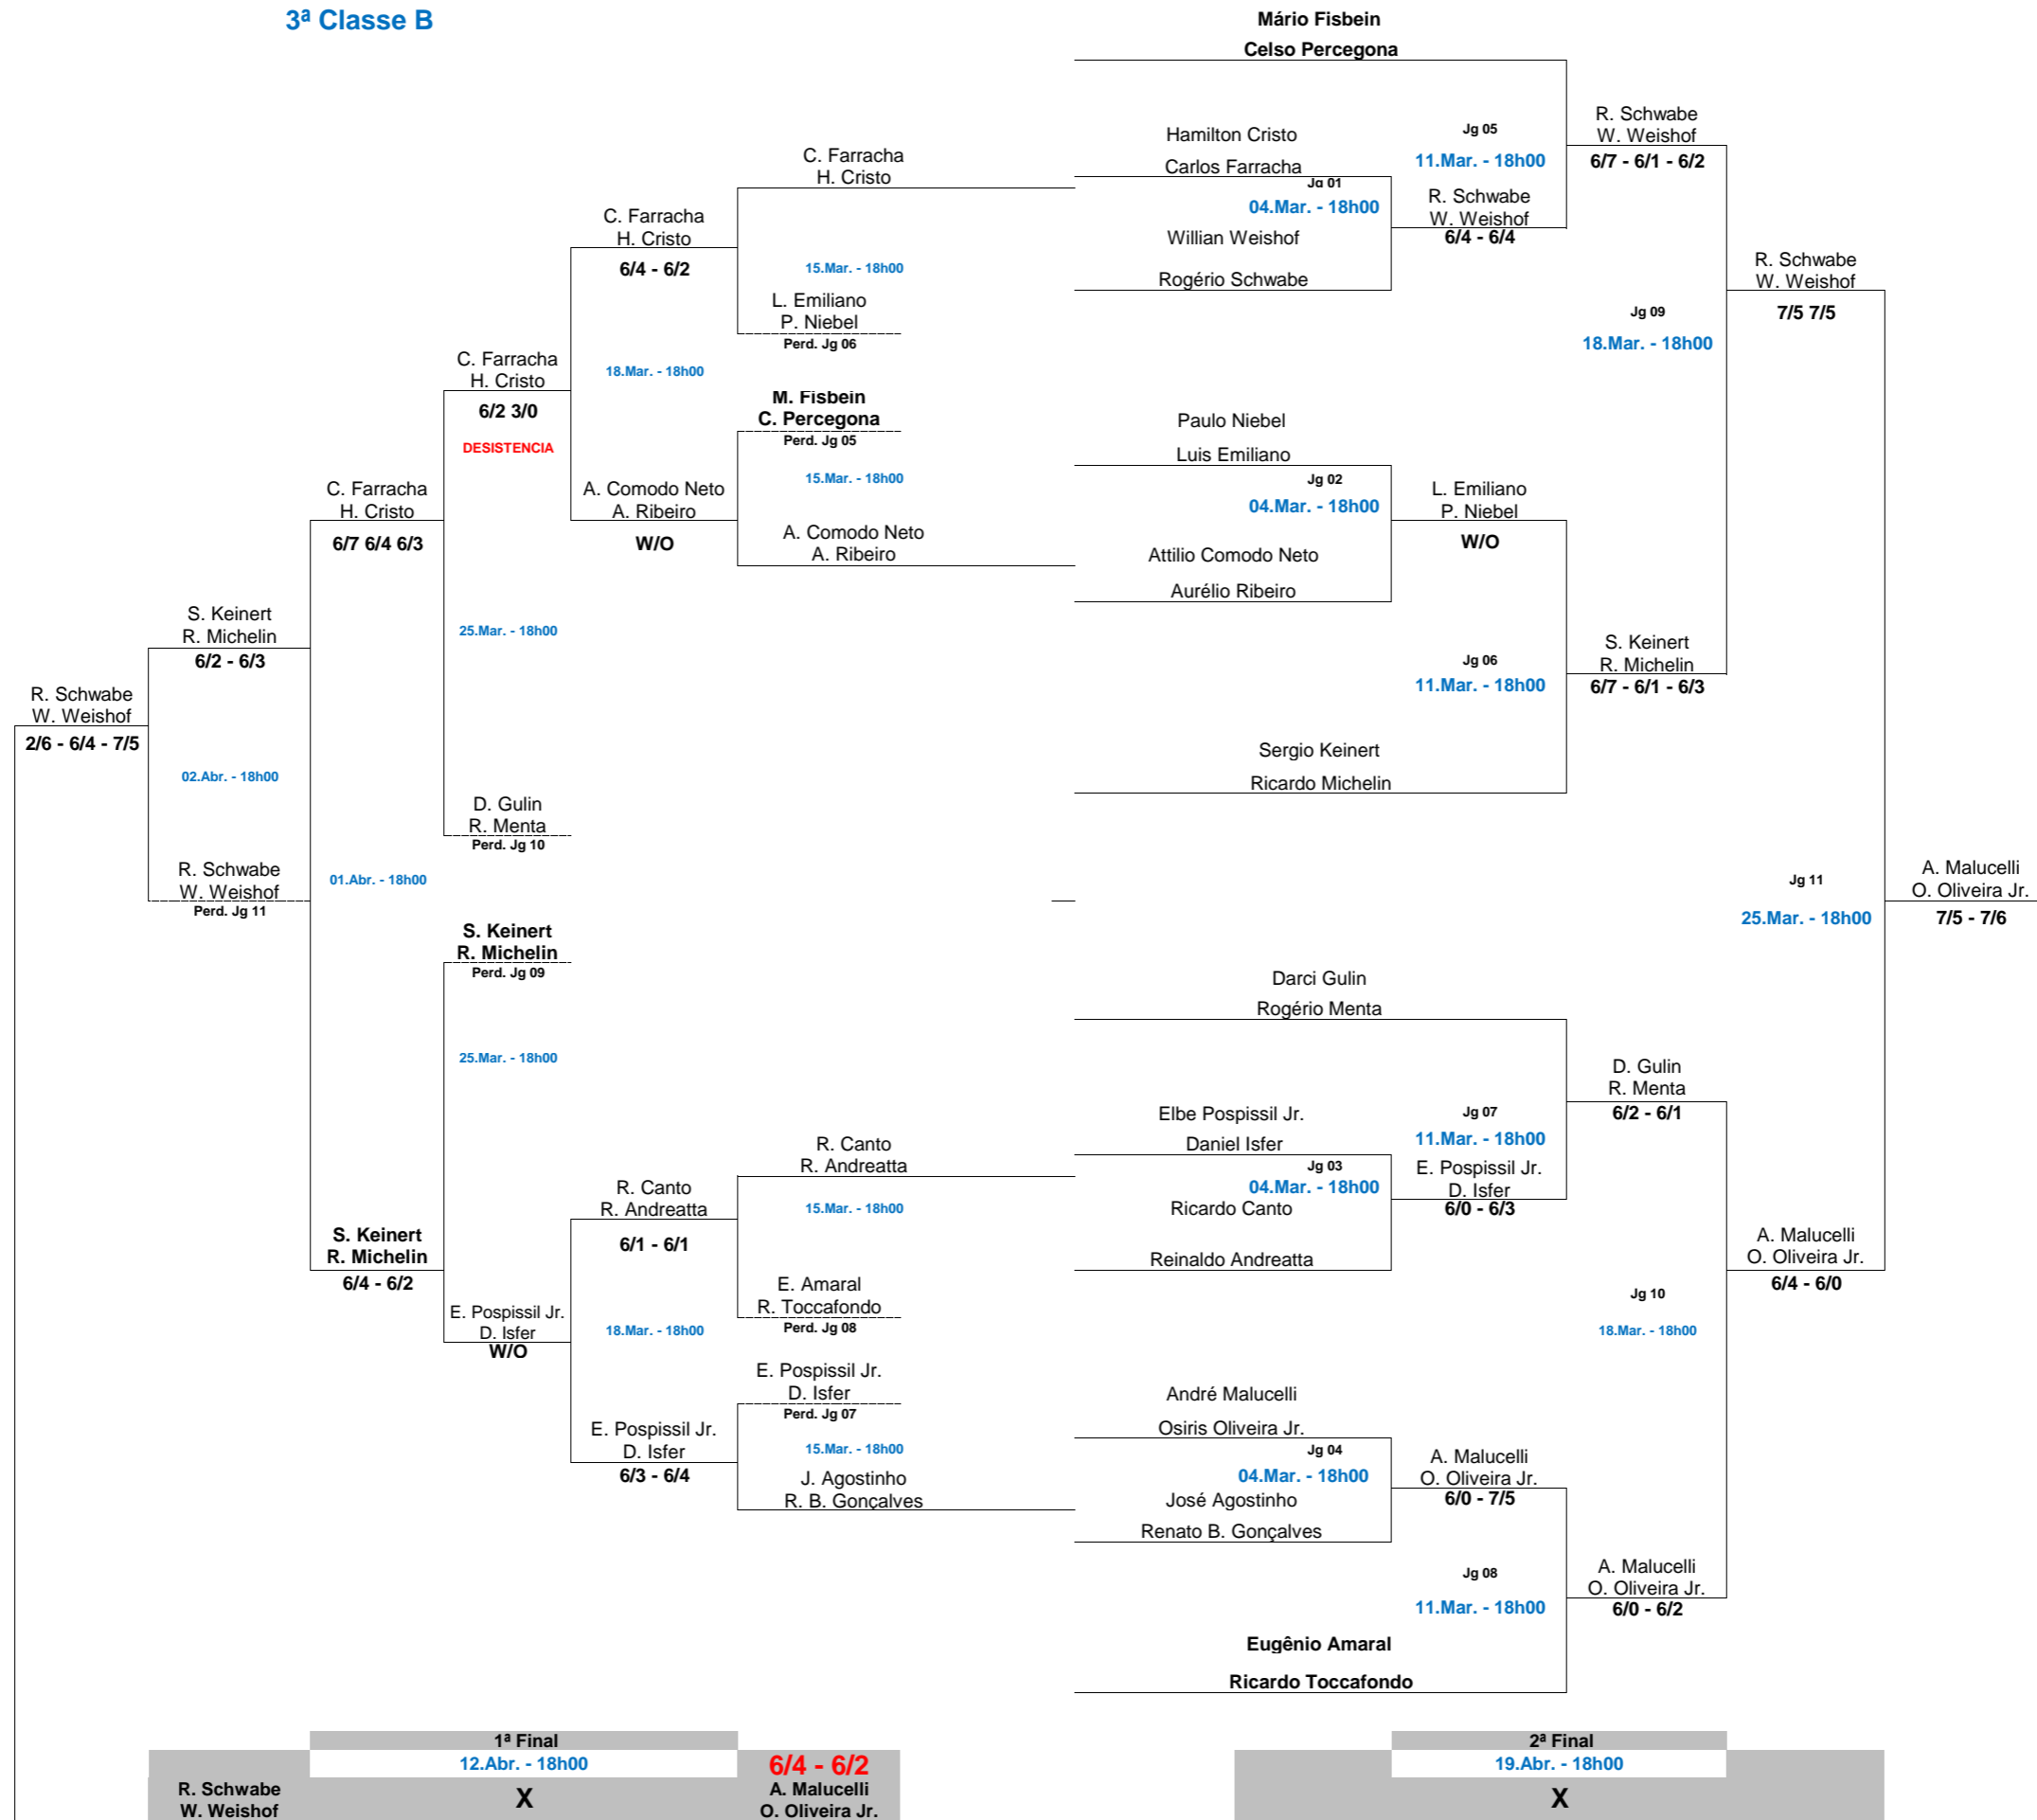 3ª Classe B
Mário Fisbein
Celso Percegona
R. Schwabe
W. Weishof
6/7 - 6/1 - 6/2
Hamilton Cristo
Carlos Farracha
Jg 05
11.Mar. - 18h00
C. Farracha
H. Cristo
Jg 01
04.Mar. - 18h00
R. Schwabe
W. Weishof
6/4 - 6/4
C. Farracha
H. Cristo
6/4 - 6/2
Willian Weishof
Rogério Schwabe
15.Mar. - 18h00
R. Schwabe
W. Weishof
7/5 7/5
L. Emiliano
P. Niebel
Perd. Jg 06
Jg 09
18.Mar. - 18h00
C. Farracha
H. Cristo
6/2 3/0
DESISTENCIA
18.Mar. - 18h00
M. Fisbein
C. Percegona
Perd. Jg 05
Paulo Niebel
Luis Emiliano
15.Mar. - 18h00
Jg 02
04.Mar. - 18h00
C. Farracha
H. Cristo
6/7 6/4 6/3
A. Comodo Neto
A. Ribeiro
W/O
L. Emiliano
P. Niebel
W/O
A. Comodo Neto
A. Ribeiro
Attilio Comodo Neto
Aurélio Ribeiro
S. Keinert
R. Michelin
6/2 - 6/3
25.Mar. - 18h00
Jg 06
11.Mar. - 18h00
S. Keinert
R. Michelin
6/7 - 6/1 - 6/3
R. Schwabe
W. Weishof
2/6 - 6/4 - 7/5
02.Abr. - 18h00
Sergio Keinert
Ricardo Michelin
D. Gulin
R. Menta
Perd. Jg 10
R. Schwabe
W. Weishof
Perd. Jg 11
01.Abr. - 18h00
Jg 11
25.Mar. - 18h00
A. Malucelli
O. Oliveira Jr.
7/5 - 7/6
S. Keinert
R. Michelin
Perd. Jg 09
Darci Gulin
Rogério Menta
25.Mar. - 18h00
D. Gulin
R. Menta
6/2 - 6/1
Elbe Pospissil Jr.
Daniel Isfer
Jg 07
11.Mar. - 18h00
R. Canto
R. Andreatta
Jg 03
04.Mar. - 18h00
E. Pospissil Jr.
D. Isfer
6/0 - 6/3
R. Canto
R. Andreatta
6/1 - 6/1
15.Mar. - 18h00
Ricardo Canto
Reinaldo Andreatta
S. Keinert
R. Michelin
6/4 - 6/2
A. Malucelli
O. Oliveira Jr.
6/4 - 6/0
E. Amaral
R. Toccafondo
Perd. Jg 08
Jg 10
18.Mar. - 18h00
E. Pospissil Jr.
D. Isfer
W/O
18.Mar. - 18h00
E. Pospissil Jr.
D. Isfer
Perd. Jg 07
André Malucelli
Osiris Oliveira Jr.
E. Pospissil Jr.
D. Isfer
6/3 - 6/4
15.Mar. - 18h00
Jg 04
04.Mar. - 18h00
A. Malucelli
O. Oliveira Jr.
6/0 - 7/5
J. Agostinho
R. B. Gonçalves
José Agostinho
Renato B. Gonçalves
Jg 08
11.Mar. - 18h00
A. Malucelli
O. Oliveira Jr.
6/0 - 6/2
Eugênio Amaral
Ricardo Toccafondo
1ª Final
12.Abr. - 18h00
6/4 - 6/2
R. Schwabe
W. Weishof
X
A. Malucelli
O. Oliveira Jr.
2ª Final
19.Abr. - 18h00
X